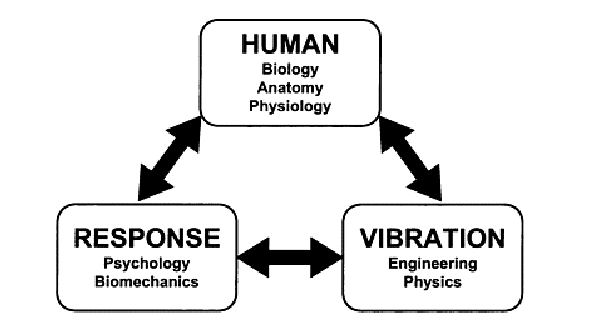 HUMAN
Biology
Anatomy
Physiology
RESPONSE
Psychology
Biomechanics
VIBRATION
Engineering
Physics